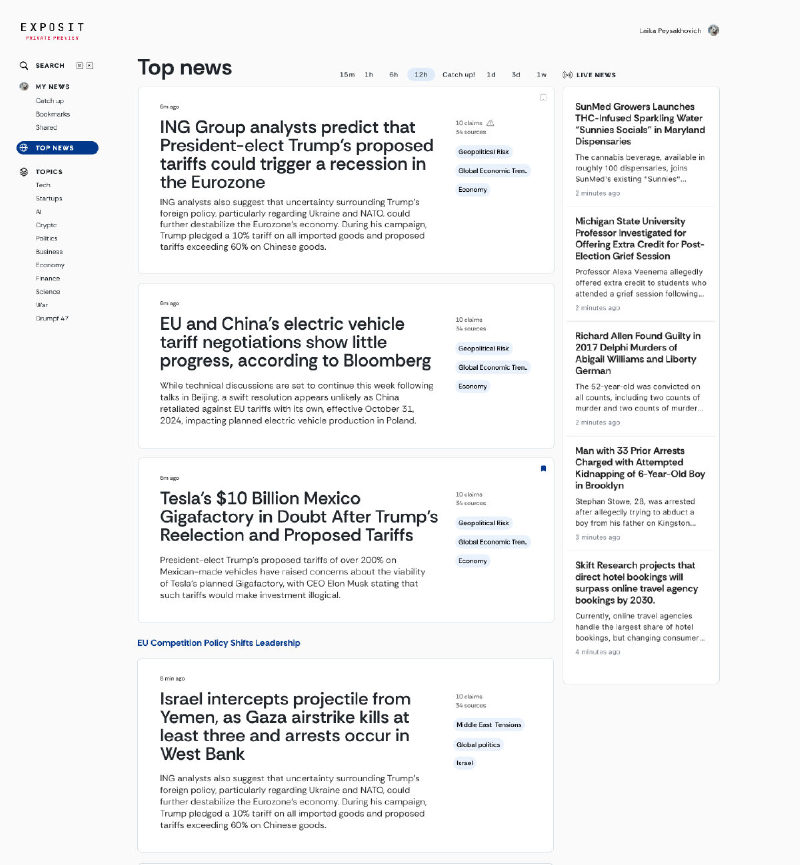 EXPOSIT
PRIVATE PREVIEW
Laika Peysakhovich
SEARCH ⌘ K
MY NEWS
Catch up
Bookmarks
Shared
TOP NEWS
TOPICS
Tech
Startups
AI
Crypto
Politics
Business
Economy
Finance
Science
War
Drumpf 47
Top news
15m 1h 6h 12h Catch up! 1d 3d 1w
6m ago
ING Group analysts predict that
President-elect Trump's proposed
tariffs could trigger a recession in
the Eurozone
ING analysts also suggest that uncertainty surrounding Trump's
foreign policy, particularly regarding Ukraine and NATO, could
further destabilize the Eurozone's economy. During his campaign,
Trump pledged a 10% tariff on all imported goods and proposed
tariffs exceeding 60% on Chinese goods.
10 claims
34 sources
Geopolitical Risk
Global Economic Tren..
Economy
6m ago
EU and China's electric vehicle
tariff negotiations show little
progress, according to Bloomberg
While technical discussions are set to continue this week following
talks in Beijing, a swift resolution appears unlikely as China
retaliated against EU tariffs with its own, effective October 31,
2024, impacting planned electric vehicle production in Poland.
10 claims
34 sources
Geopolitical Risk
Global Economic Tren..
Economy
6m ago
Tesla's $10 Billion Mexico
Gigafactory in Doubt After Trump's
Reelection and Proposed Tariffs
President-elect Trump's proposed tariffs of over 200% on
Mexican-made vehicles have raised concerns about the viability
of Tesla's planned Gigafactory, with CEO Elon Musk stating that
such tariffs would make investment illogical.
10 claims
34 sources
Geopolitical Risk
Global Economic Tren..
Economy
EU Competition Policy Shifts Leadership
6 min ago
Israel intercepts projectile from
Yemen, as Gaza airstrike kills at
least three and arrests occur in
West Bank
ING analysts also suggest that uncertainty surrounding Trump's
foreign policy, particularly regarding Ukraine and NATO, could
further destabilize the Eurozone's economy. During his campaign,
Trump pledged a 10% tariff on all imported goods and proposed
tariffs exceeding 60% on Chinese goods.
10 claims
34 sources
Middle East Tensions
Global politics
Israel
LIVE NEWS
SunMed Growers Launches
THC-Infused Sparkling Water
"Sunnies Socials" in Maryland
Dispensaries
The cannabis beverage, available in
roughly 100 dispensaries, joins
SunMed's existing "Sunnies"...
2 minutes ago
Michigan State University
Professor Investigated for
Offering Extra Credit for Post-
Election Grief Session
Professor Alexa Veenema allegedly
offered extra credit to students who
attended a grief session following...
2 minutes ago
Richard Allen Found Guilty in
2017 Delphi Murders of
Abigail Williams and Liberty
German
The 52-year-old was convicted on
all counts, including two counts of
murder and two counts of murder...
2 minutes ago
Man with 33 Prior Arrests
Charged with Attempted
Kidnapping of 6-Year-Old Boy
in Brooklyn
Stephan Stowe, 28, was arrested
after allegedly trying to abduct a
boy from his father on Kingston...
3 minutes ago
Skift Research projects that
direct hotel bookings will
surpass online travel agency
bookings by 2030.
Currently, online travel agencies
handle the largest share of hotel
bookings, but changing consumer...
4 minutes ago